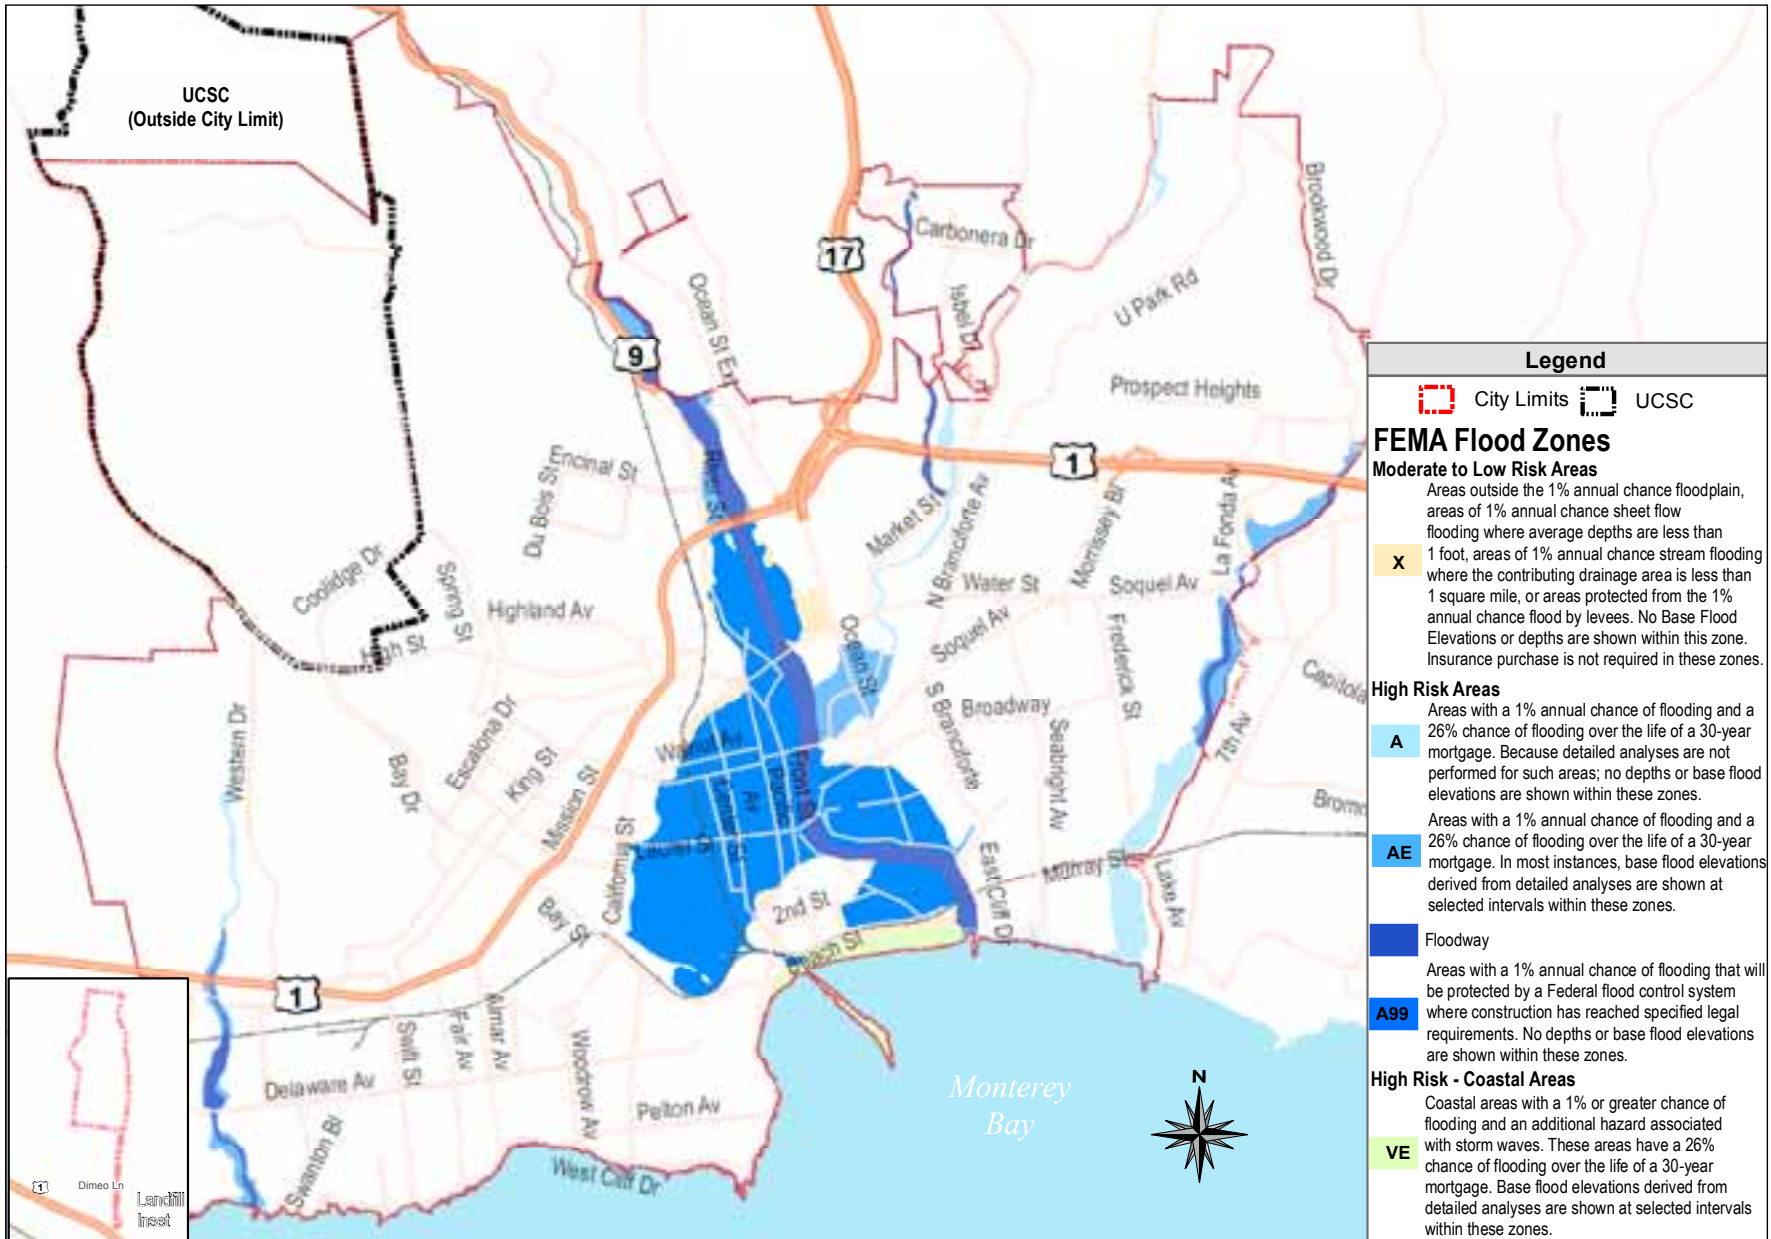 UCSC
(Outside City Limit)
17
9
1
1
Carbonera Dr
Isbel Dr
Brookwood Dr
U Park Rd
Prospect Heights
Ocean St Ext
River St
Encinal St
Du Bois St
Market St
N Branciforte Av
Morrissey Bl
La Fonda Av
Water St
Soquel Av
Soquel Av
Frederick St
Coolidge Dr
Spring St
Highland Av
High St
Ocean St
Capitola
Broadway
S Branciforte
Seabright Av
7th Av
Western Dr
Bay Dr
Escalona Dr
King St
Mission St
Walnut Av
Center St
Pacific
Av
Front St
Laurel St
California St
Bay St
2nd St
Beach St
East Cliff Dr
Murray St
Lake Av
Swift St
Fair Av
Almar Av
Woodrow Av
Delaware Av
Pelton Av
Swanton Bl
West Cliff Dr
Monterey
Bay
N
1
Dimeo Ln
Landfill
Inset
Legend
City Limits
UCSC
FEMA Flood Zones
Moderate to Low Risk Areas
X
Areas outside the 1% annual chance floodplain,
areas of 1% annual chance sheet flow
flooding where average depths are less than
1 foot, areas of 1% annual chance stream flooding
where the contributing drainage area is less than
1 square mile, or areas protected from the 1%
annual chance flood by levees. No Base Flood
Elevations or depths are shown within this zone.
Insurance purchase is not required in these zones.
High Risk Areas
A
Areas with a 1% annual chance of flooding and a
26% chance of flooding over the life of a 30-year
mortgage. Because detailed analyses are not
performed for such areas; no depths or base flood
elevations are shown within these zones.
AE
Areas with a 1% annual chance of flooding and a
26% chance of flooding over the life of a 30-year
mortgage. In most instances, base flood elevations
derived from detailed analyses are shown at
selected intervals within these zones.
Floodway
A99
Areas with a 1% annual chance of flooding that will
be protected by a Federal flood control system
where construction has reached specified legal
requirements. No depths or base flood elevations
are shown within these zones.
High Risk - Coastal Areas
VE
Coastal areas with a 1% or greater chance of
flooding and an additional hazard associated
with storm waves. These areas have a 26%
chance of flooding over the life of a 30-year
mortgage. Base flood elevations derived from
detailed analyses are shown at selected intervals
within these zones.